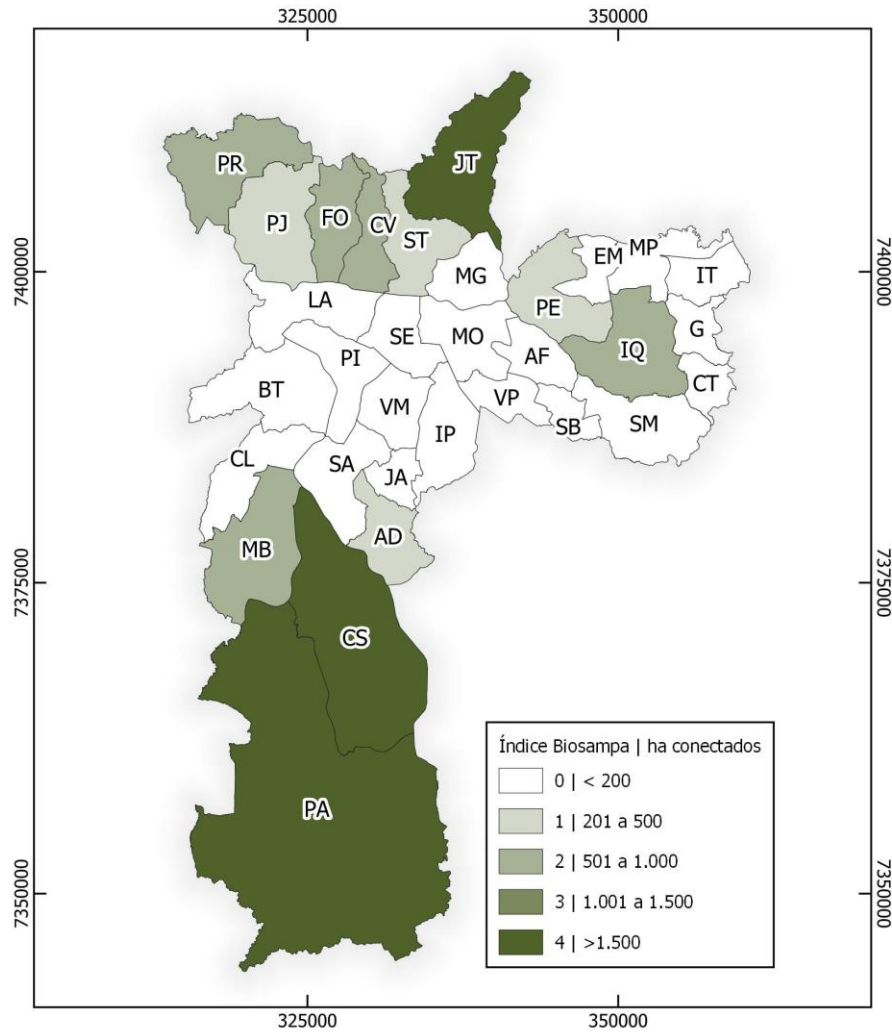 325000 350000
PR
JT
PJ
FO
CV
ST
7400000
7400000
MG
EM
MP
IT
LA
PE
SE
MO
G
PI
AF
IQ
BT
VM
VP
CT
IP
SB
SM
CL
SA
JA
AD
MB
7375000
7375000
CS
Índice Biosampa | ha conectados
0 | < 200
PA
1 | 201 a 500
2 | 501 a 1.000
3 | 1.001 a 1.500
4 | >1.500
7350000
7350000
325000 350000